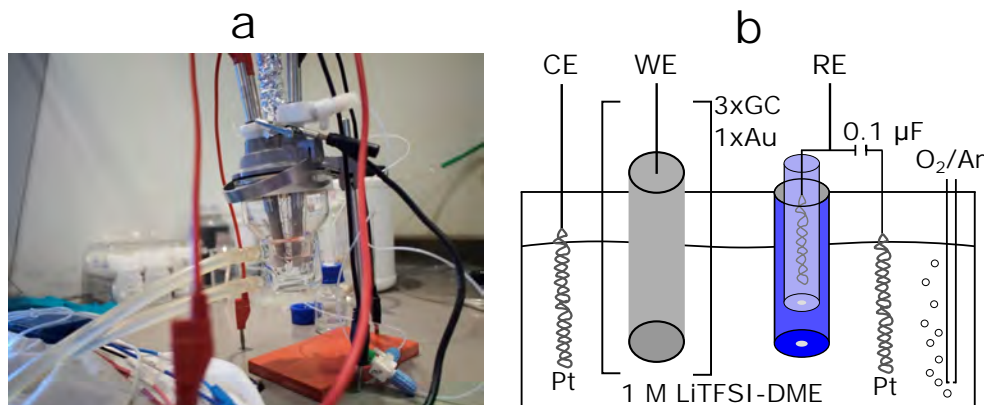 a
b
CE
WE
RE
3xGC
1xAu
0.1 µF
O₂/Ar
Pt
Pt
1 M LiTFSI-DME